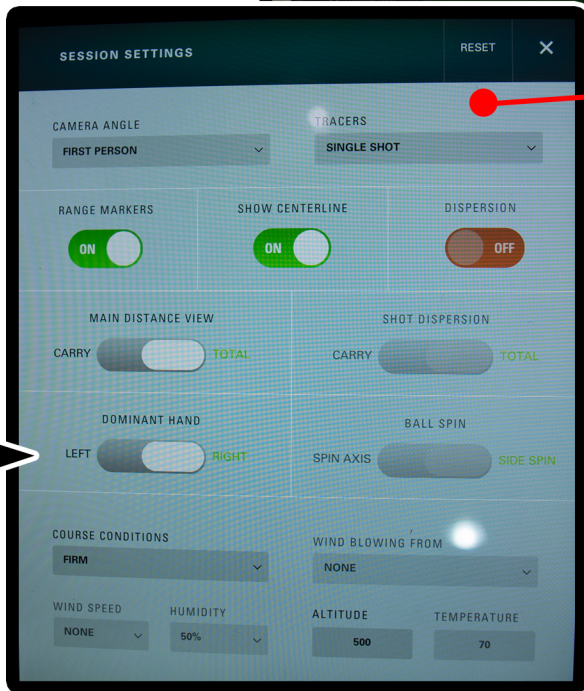 SESSION SETTINGS
RESET
CAMERA ANGLE
TRACERS
FIRST PERSON
SINGLE SHOT
RANGE MARKERS
SHOW CENTERLINE
DISPERSION
ON
ON
OFF
MAIN DISTANCE VIEW
SHOT DISPERSION
CARRY
TOTAL
CARRY
TOTAL
DOMINANT HAND
BALL SPIN
LEFT
RIGHT
SPIN AXIS
SIDE SPIN
COURSE CONDITIONS
WIND BLOWING FROM
FIRM
NONE
WIND SPEED
HUMIDITY
ALTITUDE
TEMPERATURE
NONE
50%
500
70